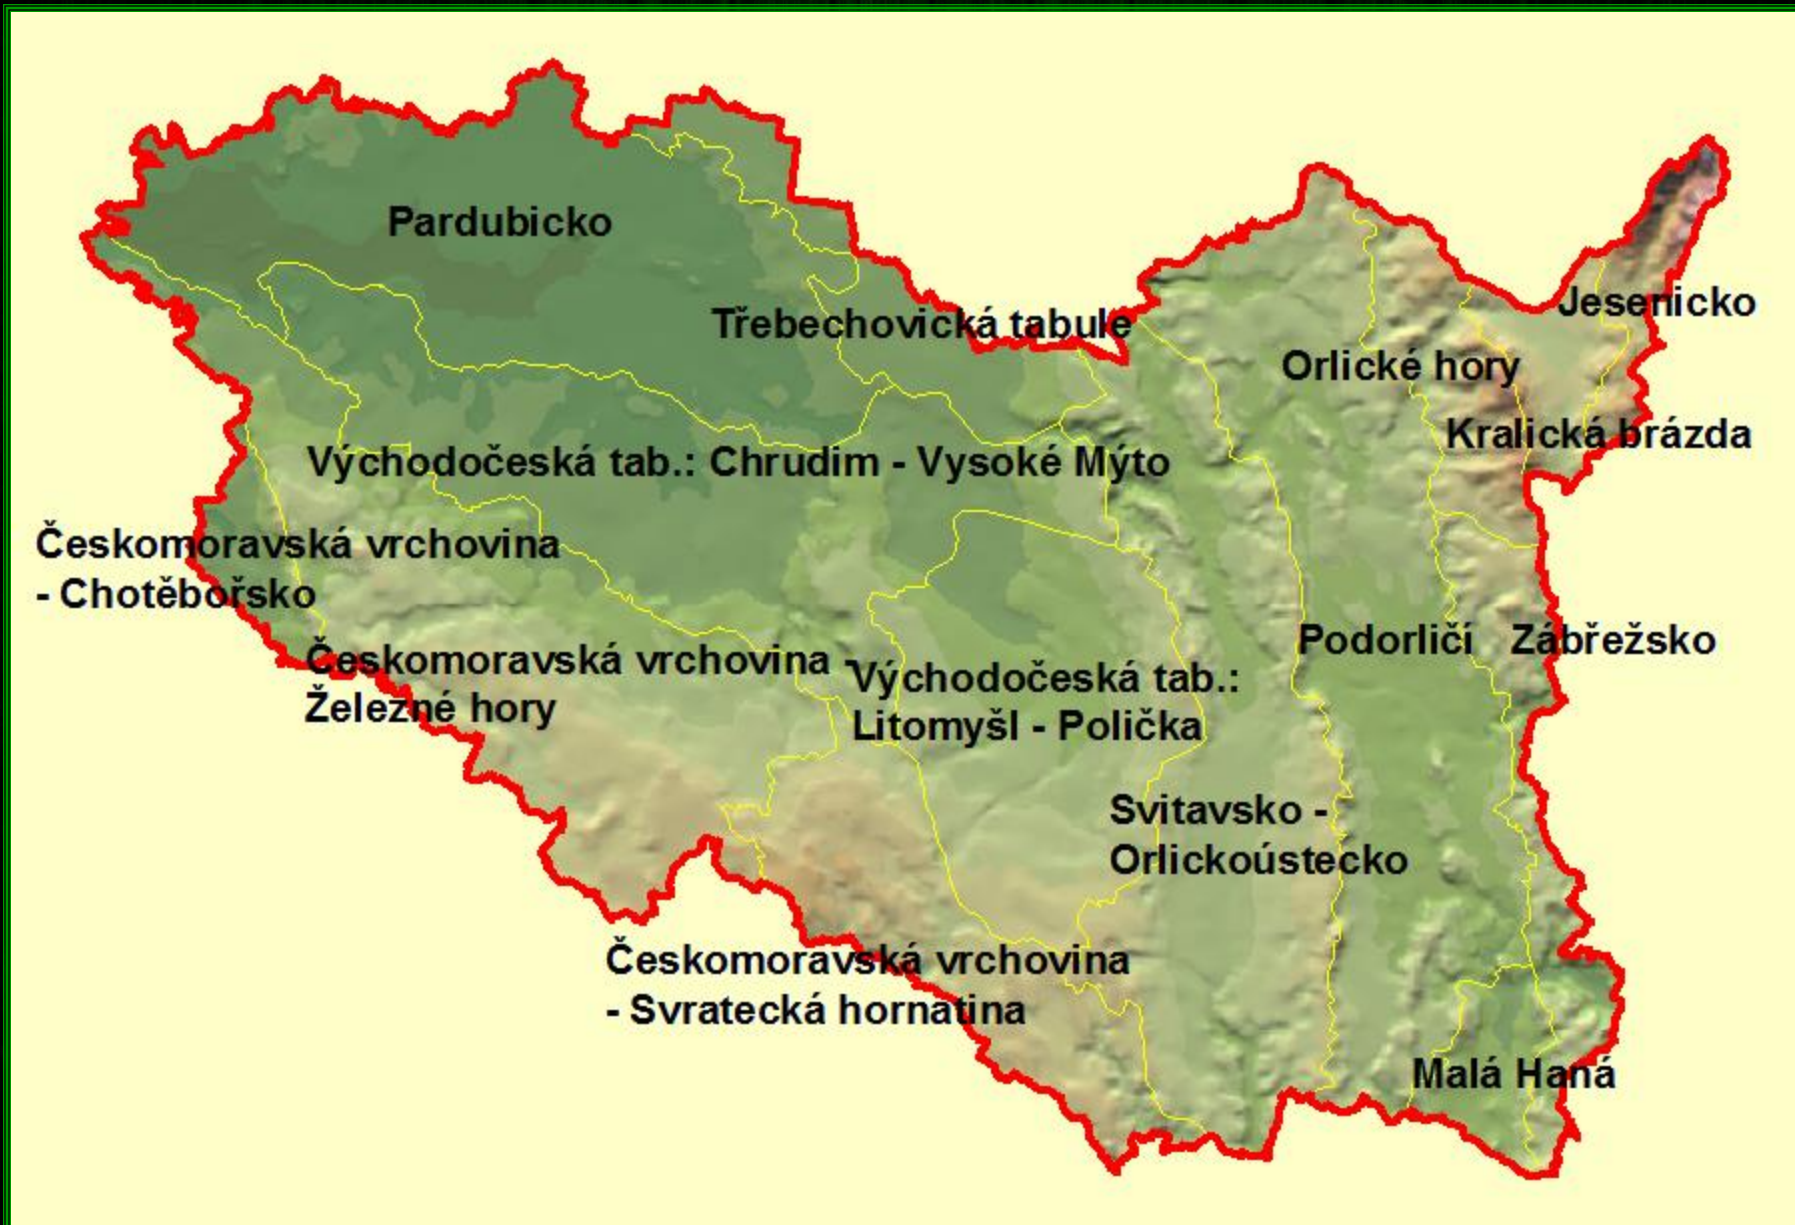 Pardubicko
Jesenicko
Třebechovická tabule
Orlické hory
Kralická brázda
Východočeská tab.: Chrudim - Vysoké Mýto
Českomoravská vrchovina
- Chotěbořsko
Podorličí
Zábřežsko
Českomoravská vrchovina -
Železné hory
Východočeská tab.:
Litomyšl - Polička
Svitavsko -
Orlickoústecko
Českomoravská vrchovina
- Svratecká hornatina
Malá Haná